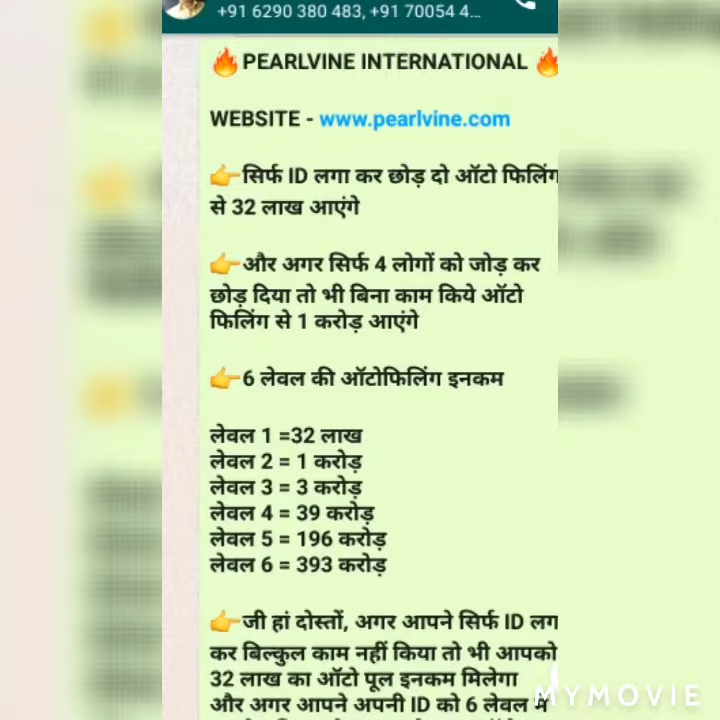 +91 6290 380 483, +91 70054 4...
🔥 PEARLVINE INTERNATIONAL 🔥
WEBSITE - www.pearlvine.com
👉सिर्फ ID लगा कर छोड़ दो ऑटो फिलिंग
से 32 लाख आएंगे
👉और अगर सिर्फ 4 लोगों को जोड़ कर
छोड़ दिया तो भी बिना काम किये ऑटो
फिलिंग से 1 करोड़ आएंगे
👉6 लेवल की ऑटोफिलिंग इनकम
लेवल 1 =32 लाख
लेवल 2 = 1 करोड़
लेवल 3 = 3 करोड़
लेवल 4 = 39 करोड़
लेवल 5 = 196 करोड़
लेवल 6 = 393 करोड़
👉जी हां दोस्तों, अगर आपने सिर्फ ID लग
कर बिल्कुल काम नहीं किया तो भी आपको
32 लाख का ऑटो पूल इनकम मिलेगा
और अगर आपने अपनी ID को 6 लेवल में
MYMOVIE